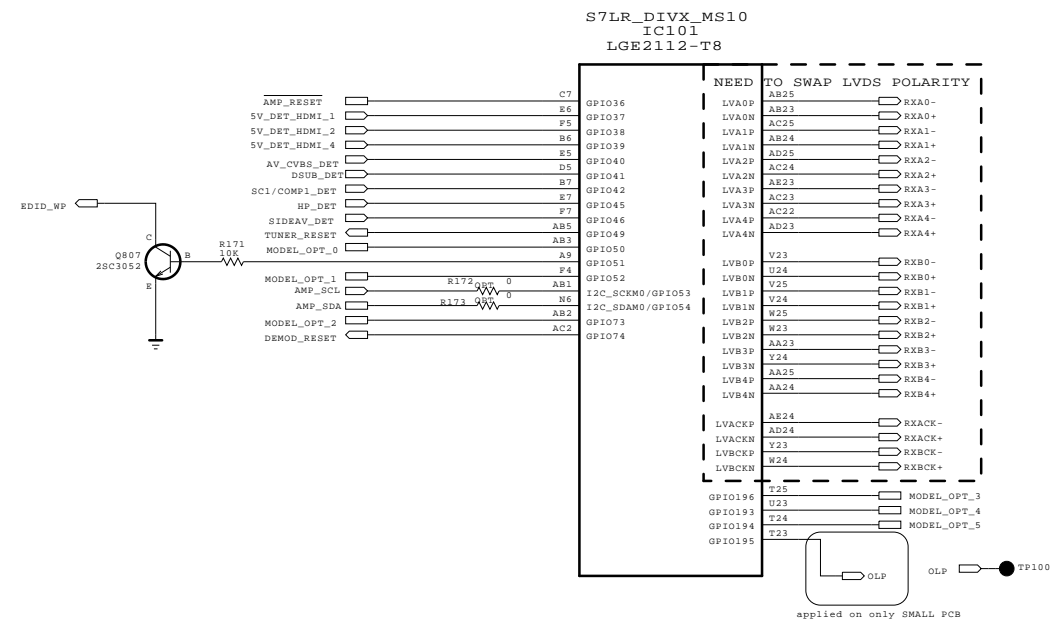 S7LR_DIVX_MS10
IC101
LGE2112-T8
NEED TO SWAP LVDS POLARITY
AMP_RESET C7 GPIO36
5V_DET_HDMI_1 E6 GPIO37
5V_DET_HDMI_2 F5 GPIO38
5V_DET_HDMI_4 B6 GPIO39
AV_CVBS_DET E5 GPIO40
DSUB_DET D5 GPIO41
SC1/COMP1_DET B7 GPIO42
HP_DET E7 GPIO45
SIDEAV_DET F7 GPIO46
TUNER_RESET AB5 GPIO49
MODEL_OPT_0 AB3 GPIO50
A9 GPIO51
MODEL_OPT_1 F4 GPIO52
AMP_SCL R172 OPT 0 AB1 I2C_SCKM0/GPIO53
AMP_SDA R173 OPT 0 N6 I2C_SDAM0/GPIO54
MODEL_OPT_2 AB2 GPIO73
DEMOD_RESET AC2 GPIO74
EDID_WP
C
Q807
2SC3052
B
E
R171
10K
LVA0P AB25 RXA0-
LVA0N AB23 RXA0+
LVA1P AC25 RXA1-
LVA1N AB24 RXA1+
LVA2P AD25 RXA2-
LVA2N AC24 RXA2+
LVA3P AE23 RXA3-
LVA3N AC23 RXA3+
LVA4P AC22 RXA4-
LVA4N AD23 RXA4+
LVB0P V23 RXB0-
LVB0N U24 RXB0+
LVB1P V25 RXB1-
LVB1N V24 RXB1+
LVB2P W25 RXB2-
LVB2N W23 RXB2+
LVB3P AA23 RXB3-
LVB3N Y24 RXB3+
LVB4P AA25 RXB4-
LVB4N AA24 RXB4+
LVACKP AE24 RXACK-
LVACKN AD24 RXACK+
LVBCKP Y23 RXBCK-
LVBCKN W24 RXBCK+
GPIO196 T25 MODEL_OPT_3
GPIO193 U23 MODEL_OPT_4
GPIO194 T24 MODEL_OPT_5
GPIO195 T23
OLP
OLP TP100
applied on only SMALL PCB